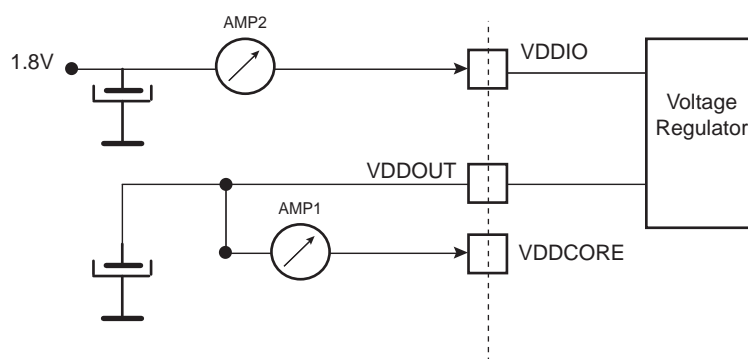 AMP2
1.8V
VDDIO
Voltage
Regulator
VDDOUT
AMP1
VDDCORE